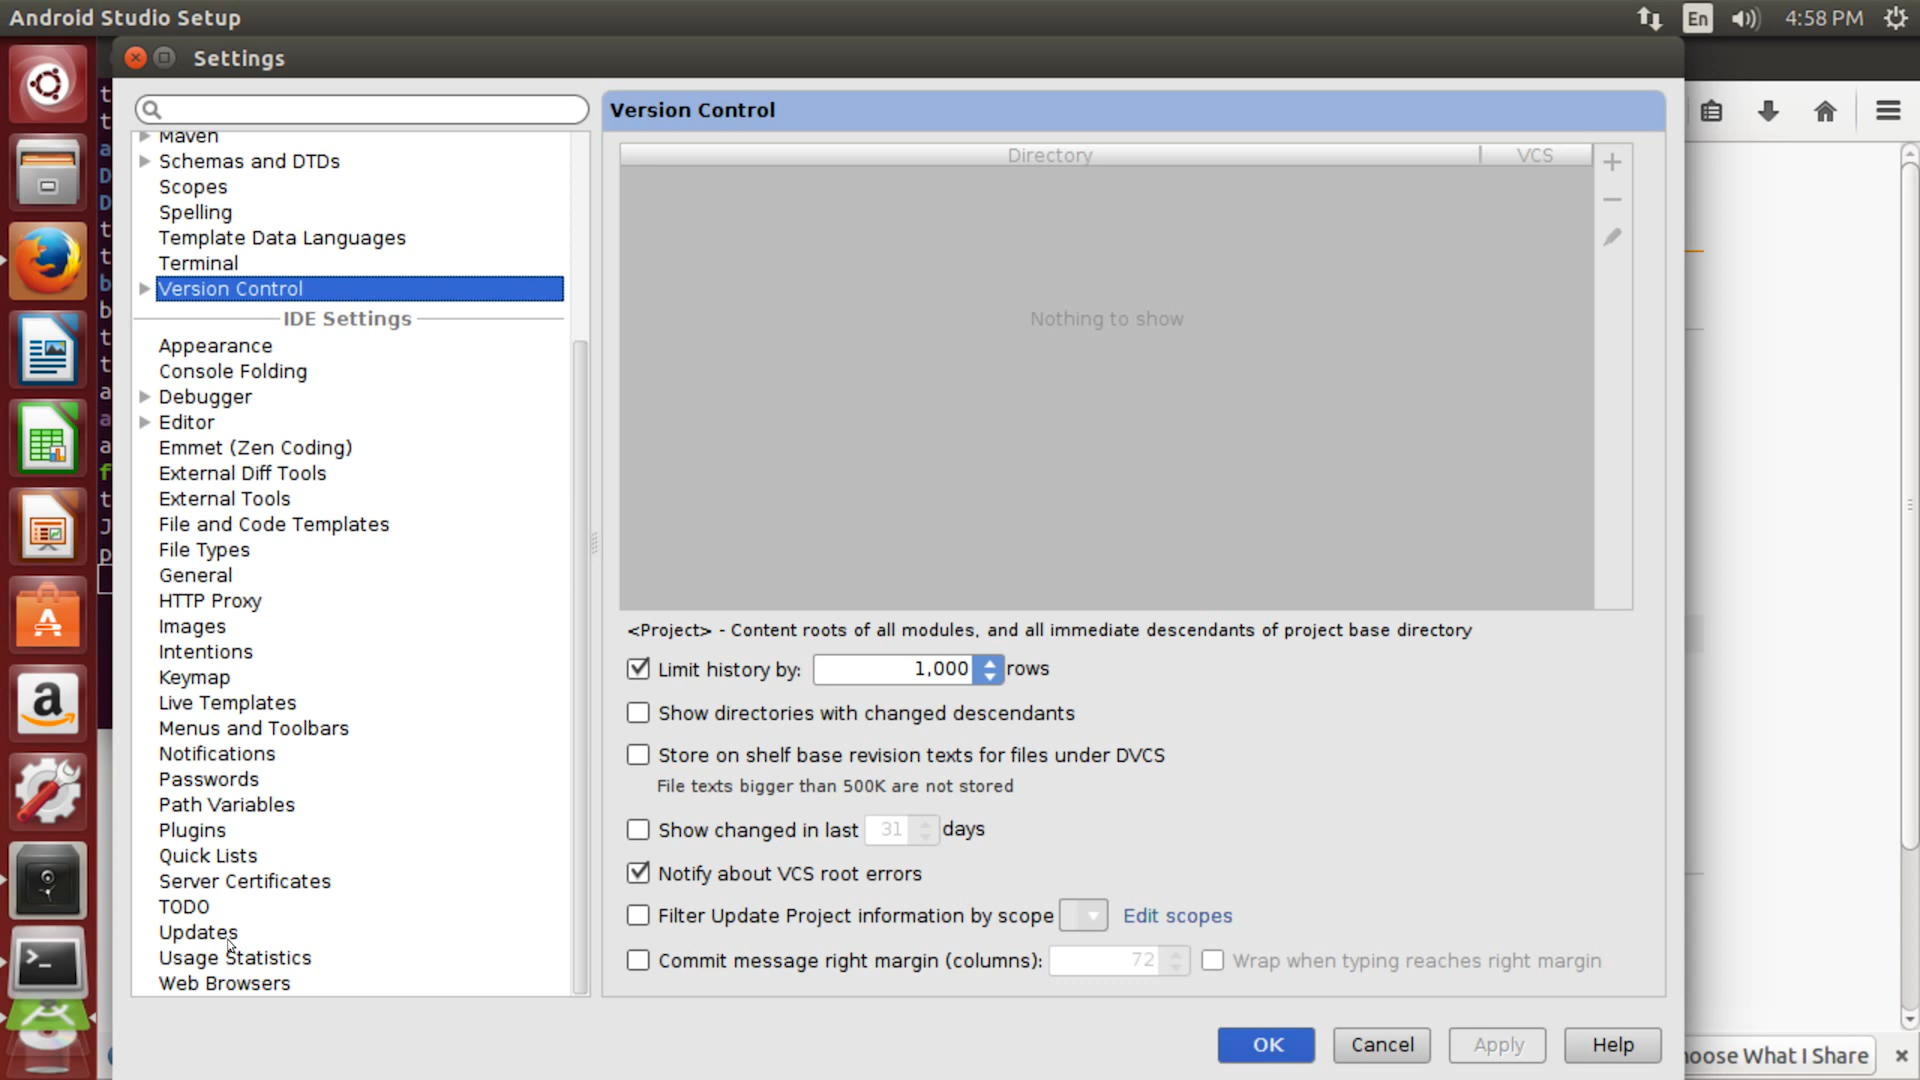 Android Studio Setup
En
4:58 PM
Settings
Maven
Schemas and DTDs
Scopes
Spelling
Template Data Languages
Terminal
Version Control
IDE Settings
Appearance
Console Folding
Debugger
Editor
Emmet (Zen Coding)
External Diff Tools
External Tools
File and Code Templates
File Types
General
HTTP Proxy
Images
Intentions
Keymap
Live Templates
Menus and Toolbars
Notifications
Passwords
Path Variables
Plugins
Quick Lists
Server Certificates
TODO
Updates
Usage Statistics
Web Browsers
Version Control
Directory
VCS
Nothing to show
<Project> - Content roots of all modules, and all immediate descendants of project base directory
Limit history by: 1,000 rows
Show directories with changed descendants
Store on shelf base revision texts for files under DVCS
File texts bigger than 500K are not stored
Show changed in last 31 days
Notify about VCS root errors
Filter Update Project information by scope Edit scopes
Commit message right margin (columns): 72 Wrap when typing reaches right margin
OK
Cancel
Apply
Help
hoose What I Share